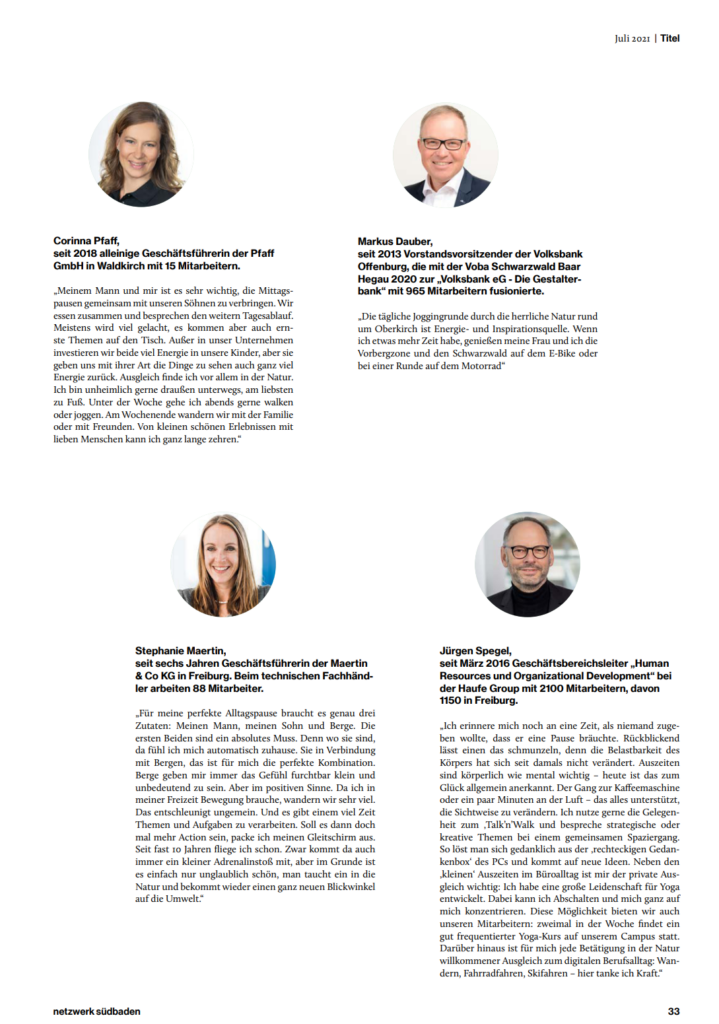 Juli 2021 | Titel
Corinna Pfaff,
seit 2018 alleinige Geschäftsführerin der Pfaff
GmbH in Waldkirch mit 15 Mitarbeitern.
„Meinem Mann und mir ist es sehr wichtig, die Mittags-
pausen gemeinsam mit unseren Söhnen zu verbringen. Wir
essen zusammen und besprechen den weitern Tagesablauf.
Meistens wird viel gelacht, es kommen aber auch ern-
ste Themen auf den Tisch. Außer in unser Unternehmen
investieren wir beide viel Energie in unsere Kinder, aber sie
geben uns mit ihrer Art die Dinge zu sehen auch ganz viel
Energie zurück. Ausgleich finde ich vor allem in der Natur.
Ich bin unheimlich gerne draußen unterwegs, am liebsten
zu Fuß. Unter der Woche gehe ich abends gerne walken
oder joggen. Am Wochenende wandern wir mit der Familie
oder mit Freunden. Von kleinen schönen Erlebnissen mit
lieben Menschen kann ich ganz lange zehren.“
Markus Dauber,
seit 2013 Vorstandsvorsitzender der Volksbank
Offenburg, die mit der Voba Schwarzwald Baar
Hegau 2020 zur „Volksbank eG - Die Gestalter-
bank“ mit 965 Mitarbeitern fusionierte.
„Die tägliche Joggingrunde durch die herrliche Natur rund
um Oberkirch ist Energie- und Inspirationsquelle. Wenn
ich etwas mehr Zeit habe, genießen meine Frau und ich die
Vorbergzone und den Schwarzwald auf dem E-Bike oder
bei einer Runde auf dem Motorrad“
Stephanie Maertin,
seit sechs Jahren Geschäftsführerin der Maertin
& Co KG in Freiburg. Beim technischen Fachhänd-
ler arbeiten 88 Mitarbeiter.
„Für meine perfekte Alltagspause braucht es genau drei
Zutaten: Meinen Mann, meinen Sohn und Berge. Die
ersten Beiden sind ein absolutes Muss. Denn wo sie sind,
da fühl ich mich automatisch zuhause. Sie in Verbindung
mit Bergen, das ist für mich die perfekte Kombination.
Berge geben mir immer das Gefühl furchtbar klein und
unbedeutend zu sein. Aber im positiven Sinne. Da ich in
meiner Freizeit Bewegung brauche, wandern wir sehr viel.
Das entschleunigt ungemein. Und es gibt einem viel Zeit
Themen und Aufgaben zu verarbeiten. Soll es dann doch
mal mehr Action sein, packe ich meinen Gleitschirm aus.
Seit fast 10 Jahren fliege ich schon. Zwar kommt da auch
immer ein kleiner Adrenalinstoß mit, aber im Grunde ist
es einfach nur unglaublich schön, man taucht ein in die
Natur und bekommt wieder einen ganz neuen Blickwinkel
auf die Umwelt.“
Jürgen Spegel,
seit März 2016 Geschäftsbereichsleiter „Human
Resources und Organizational Development“ bei
der Haufe Group mit 2100 Mitarbeitern, davon
1150 in Freiburg.
„Ich erinnere mich noch an eine Zeit, als niemand zuge-
ben wollte, dass er eine Pause bräuchte. Rückblickend
lässt einen das schmunzeln, denn die Belastbarkeit des
Körpers hat sich seit damals nicht verändert. Auszeiten
sind körperlich wie mental wichtig – heute ist das zum
Glück allgemein anerkannt. Der Gang zur Kaffeemaschine
oder ein paar Minuten an der Luft – das alles unterstützt,
die Sichtweise zu verändern. Ich nutze gerne die Gelegen-
heit zum ‚Talk’n’Walk und bespreche strategische oder
kreative Themen bei einem gemeinsamen Spaziergang.
So löst man sich gedanklich aus der ‚rechteckigen Gedan-
kenbox‘ des PCs und kommt auf neue Ideen. Neben den
‚kleinen‘ Auszeiten im Büroalltag ist mir der private Aus-
gleich wichtig: Ich habe eine große Leidenschaft für Yoga
entwickelt. Dabei kann ich Abschalten und mich ganz auf
mich konzentrieren. Diese Möglichkeit bieten wir auch
unseren Mitarbeitern: zweimal in der Woche findet ein
gut frequentierter Yoga-Kurs auf unserem Campus statt.
Darüber hinaus ist für mich jede Betätigung in der Natur
willkommener Ausgleich zum digitalen Berufsalltag: Wan-
dern, Fahrradfahren, Skifahren – hier tanke ich Kraft.“
netzwerk südbaden
33